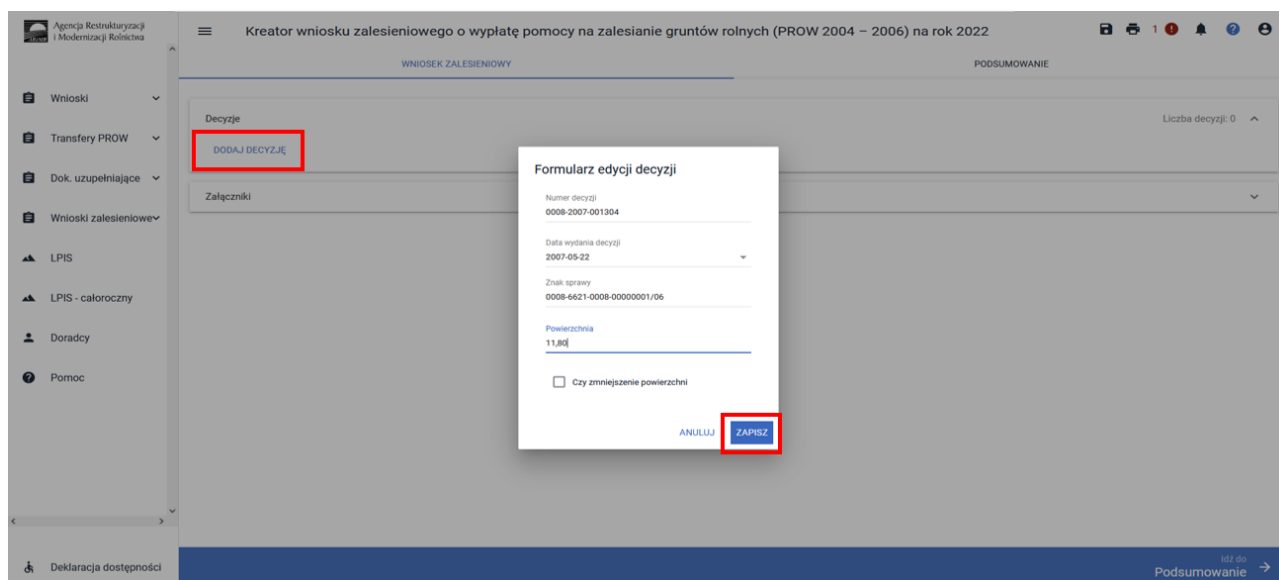 Agencja Restrukturyzacji
i Modernizacji Rolnictwa
Kreator wniosku zalesieniowego o wypłatę pomocy na zalesianie gruntów rolnych (PROW 2004 – 2006) na rok 2022
1
WNIOSEK ZALESIENIOWY
PODSUMOWANIE
Wnioski
Transfery PROW
Dok. uzupełniające
Wnioski zalesieniowe
LPIS
LPIS - całoroczny
Doradcy
Pomoc
Deklaracja dostępności
Decyzje
Liczba decyzji: 0
DODAJ DECYZJĘ
Załączniki
Formularz edycji decyzji
Numer decyzji
0008-2007-001304
Data wydania decyzji
2007-05-22
Znak sprawy
0008-6621-0008-00000001/06
Powierzchnia
11,80
Czy zmniejszenie powierzchni
ANULUJ
ZAPISZ
Idź do
Podsumowanie